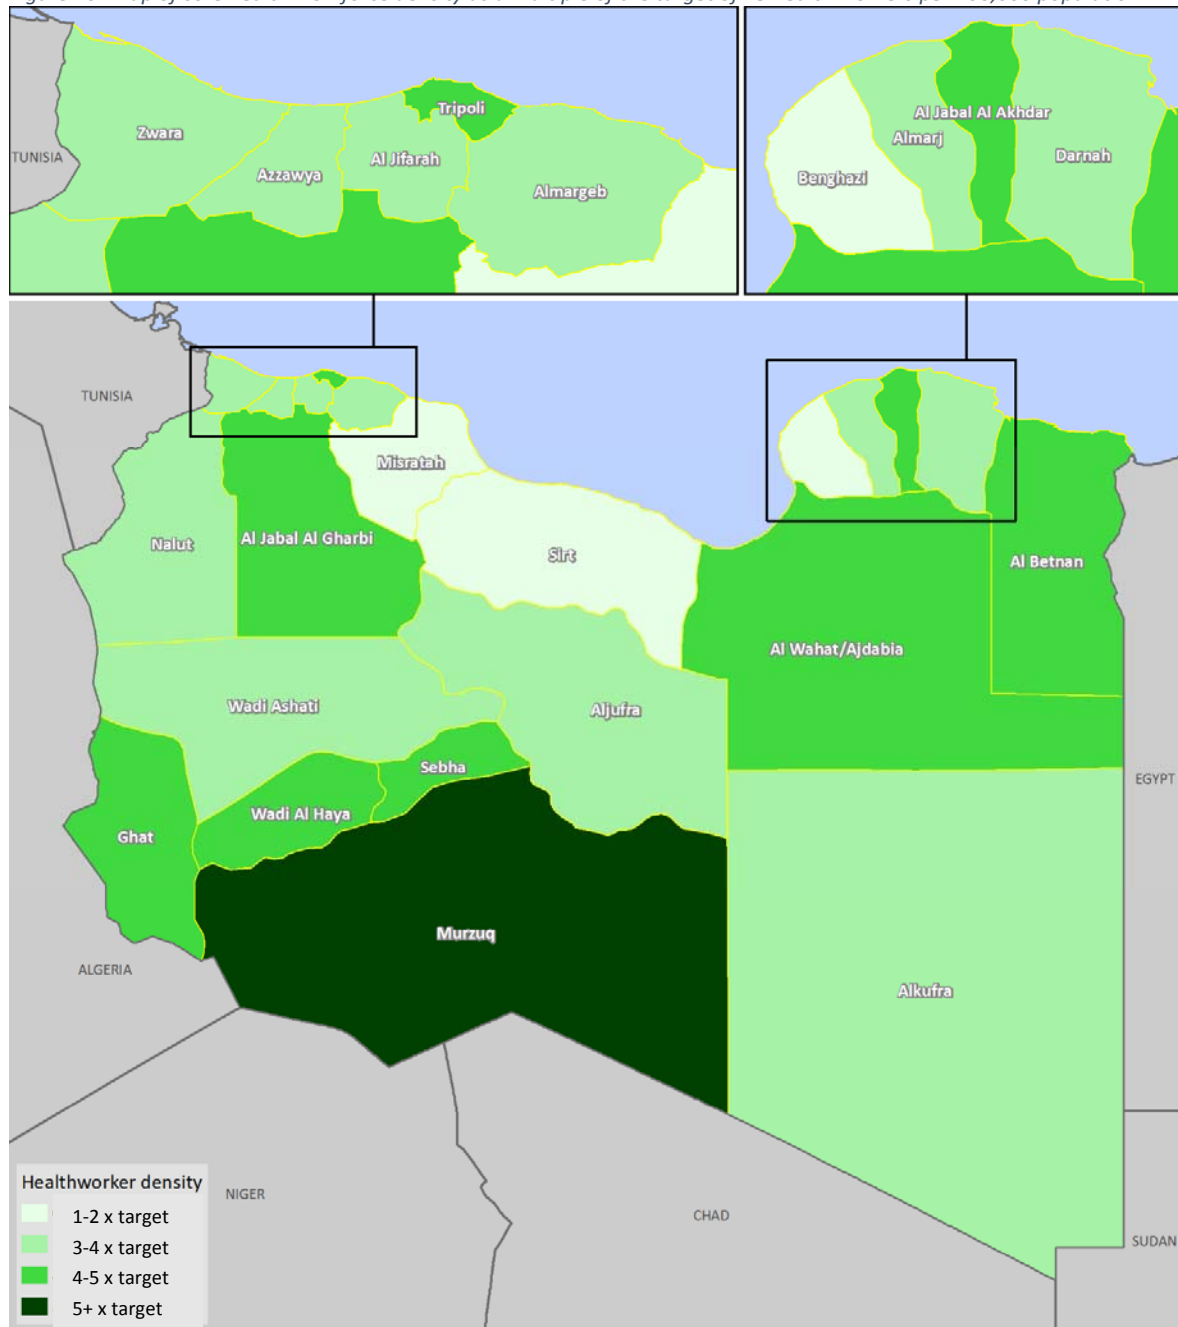 Tripoli
Zwara
TUNISIA
Al Jifarah
Azzawya
Almargeb
Al Jabal Al Akhdar
Almarj
Darnah
Benghazi
TUNISIA
Misratah
Nalut
Al Jabal Al Gharbi
Sirt
Al Betnan
Al Wahat/Ajdabia
Wadi Ashati
Aljufra
Sebha
EGYPT
Wadi Al Haya
Ghat
Murzuq
ALGERIA
Alkufra
Healthworker density
NIGER
CHAD
SUDAN
1-2 x target
3-4 x target
4-5 x target
5+ x target